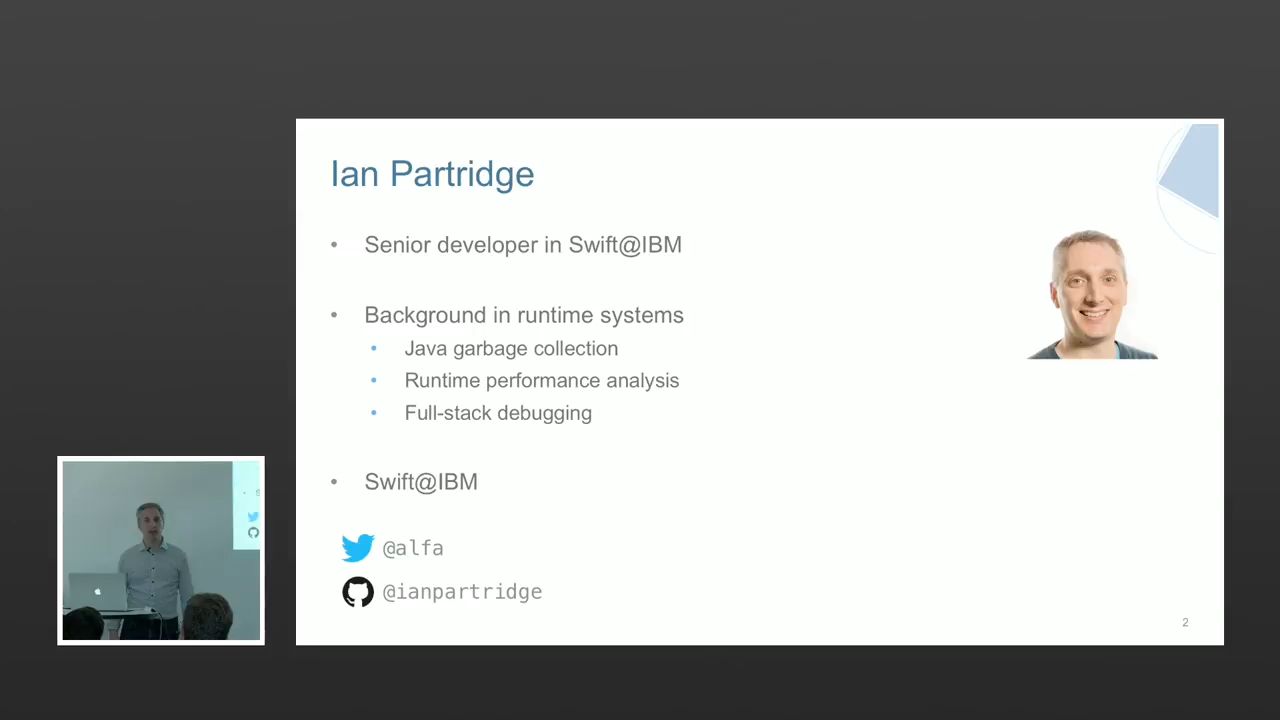 Ian Partridge
• Senior developer in Swift@IBM
• Background in runtime systems
• Java garbage collection
• Runtime performance analysis
• Full-stack debugging
• Swift@IBM
@alfa
@ianpartridge
2